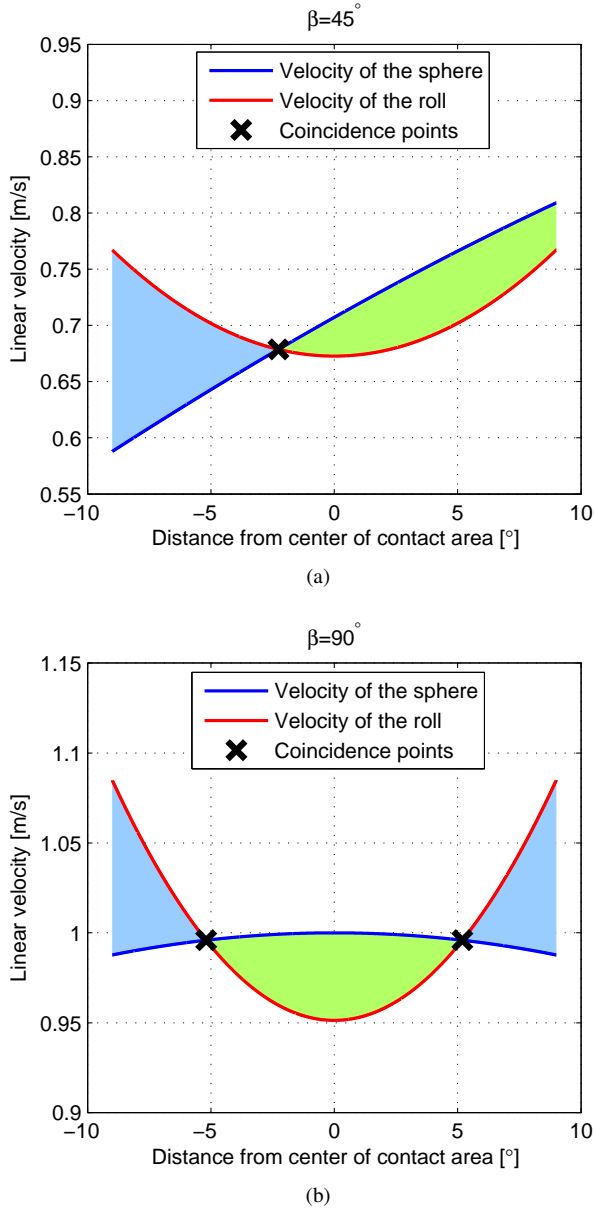 β=45°
0.95
0.9
0.85
0.8
0.75
0.7
0.65
0.6
0.55
Linear velocity [m/s]
Velocity of the sphere
Velocity of the roll
Coincidence points
−10 −5 0 5 10
Distance from center of contact area [°]
(a)
β=90°
1.15
1.1
1.05
1
0.95
0.9
Linear velocity [m/s]
Velocity of the sphere
Velocity of the roll
Coincidence points
−10 −5 0 5 10
Distance from center of contact area [°]
(b)